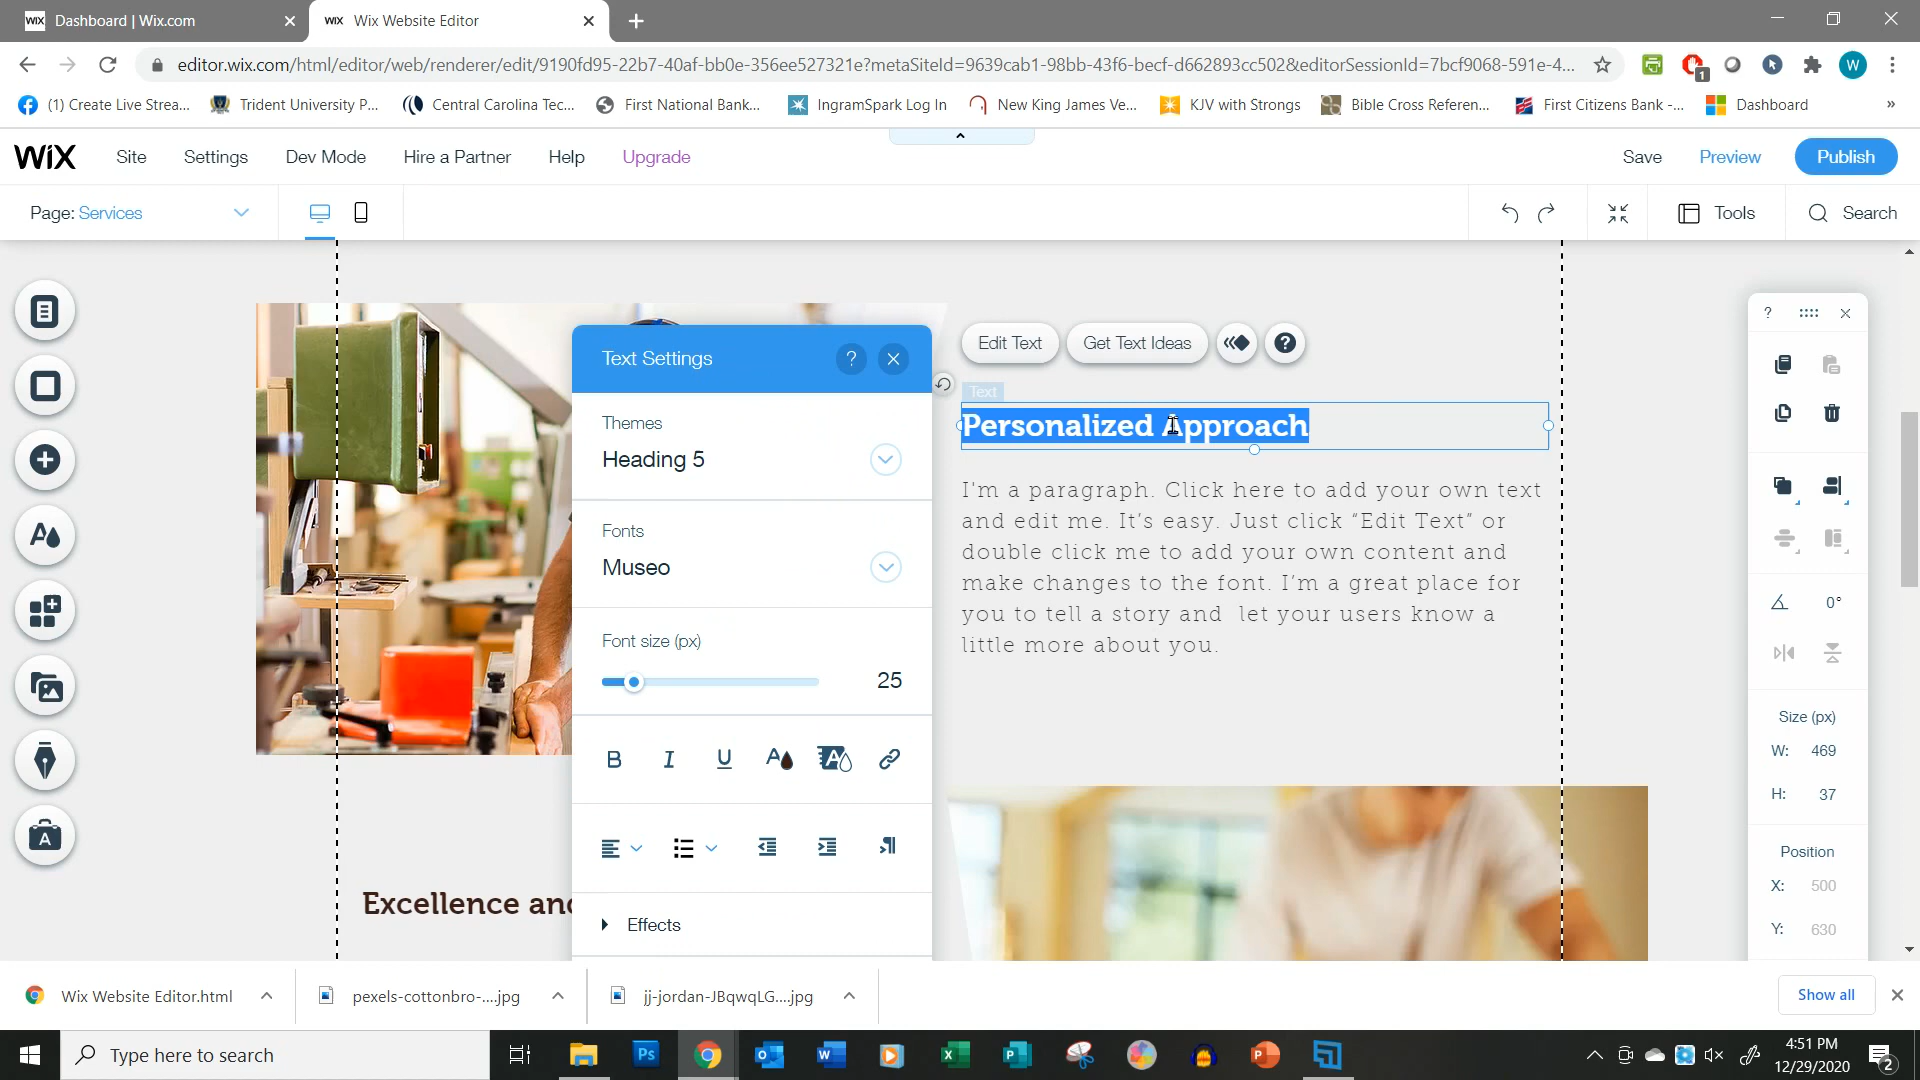 WIX Dashboard | Wix.com
WIX Wix Website Editor
editor.wix.com/html/editor/web/renderer/edit/9190fd95-22b7-40af-bb0e-356ee527321e?metaSiteId=9639cab1-98bb-43f6-becf-d662893cc502&editorSessionId=7bcf9068-591e-4...
1
W
(1) Create Live Strea...
Trident University P...
Central Carolina Tec...
First National Bank...
IngramSpark Log In
New King James Ve...
KJV with Strongs
Bible Cross Referen...
First Citizens Bank -...
Dashboard
»
WiX
Site
Settings
Dev Mode
Hire a Partner
Help
Upgrade
Save
Preview
Publish
Page: Services
Tools
Search
Text Settings
?
Themes
Heading 5
Fonts
Museo
Font size (px)
25
B I U A A
Effects
Edit Text
Get Text Ideas
?
Text
Personalized Approach
I'm a paragraph. Click here to add your own text
and edit me. It's easy. Just click “Edit Text” or
double click me to add your own content and
make changes to the font. I'm a great place for
you to tell a story and  let your users know a
little more about you.
Excellence and
A
A
?
0°
Size (px)
W: 469
H: 37
Position
X: 500
Y: 630
Wix Website Editor.html
pexels-cottonbro-....jpg
jj-jordan-JBqwqLG....jpg
Show all
Type here to search
Ps
4:51 PM
12/29/2020
2